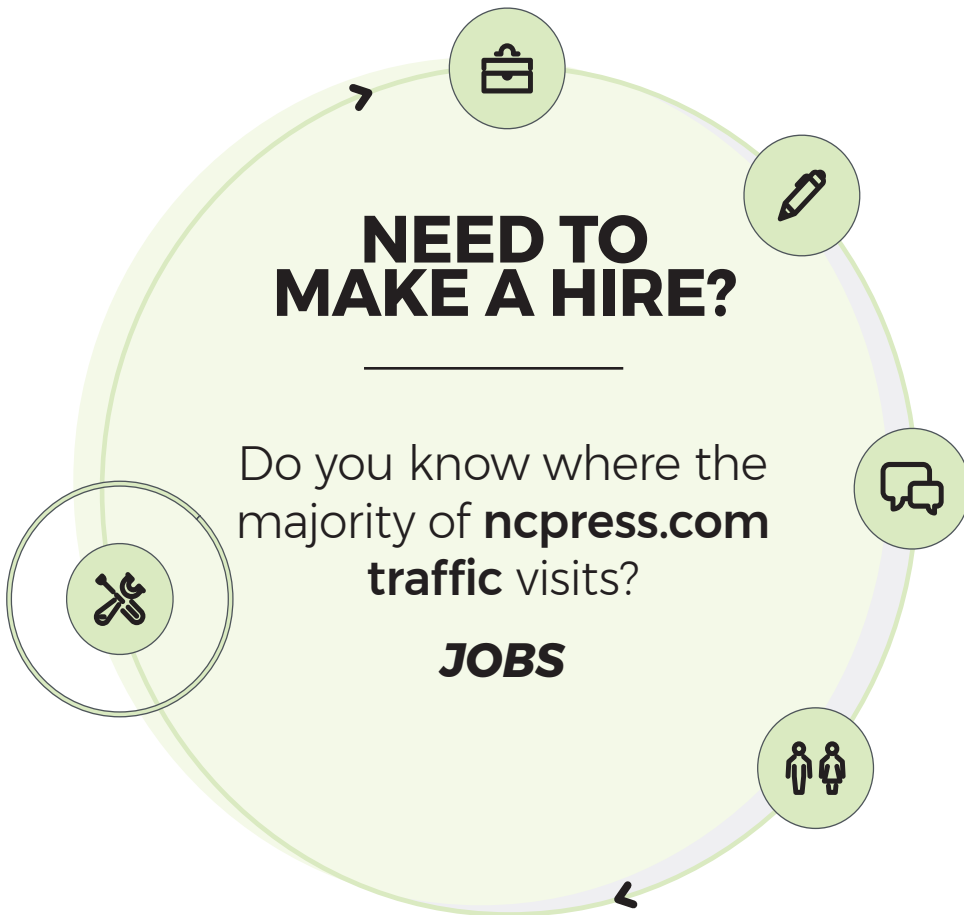 NEED TO
MAKE A HIRE?
Do you know where the
majority of ncpress.com
traffic visits?
JOBS